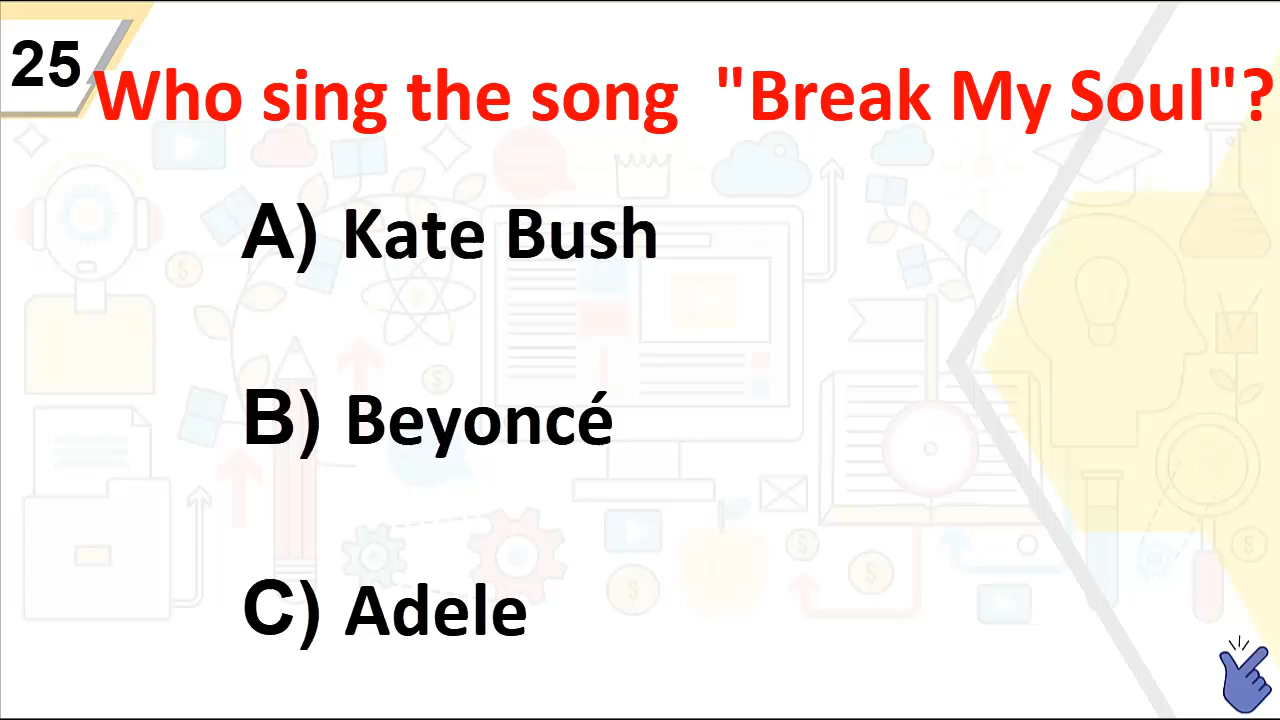 25
Who sing the song "Break My Soul"?
A) Kate Bush
B) Beyoncé
C) Adele